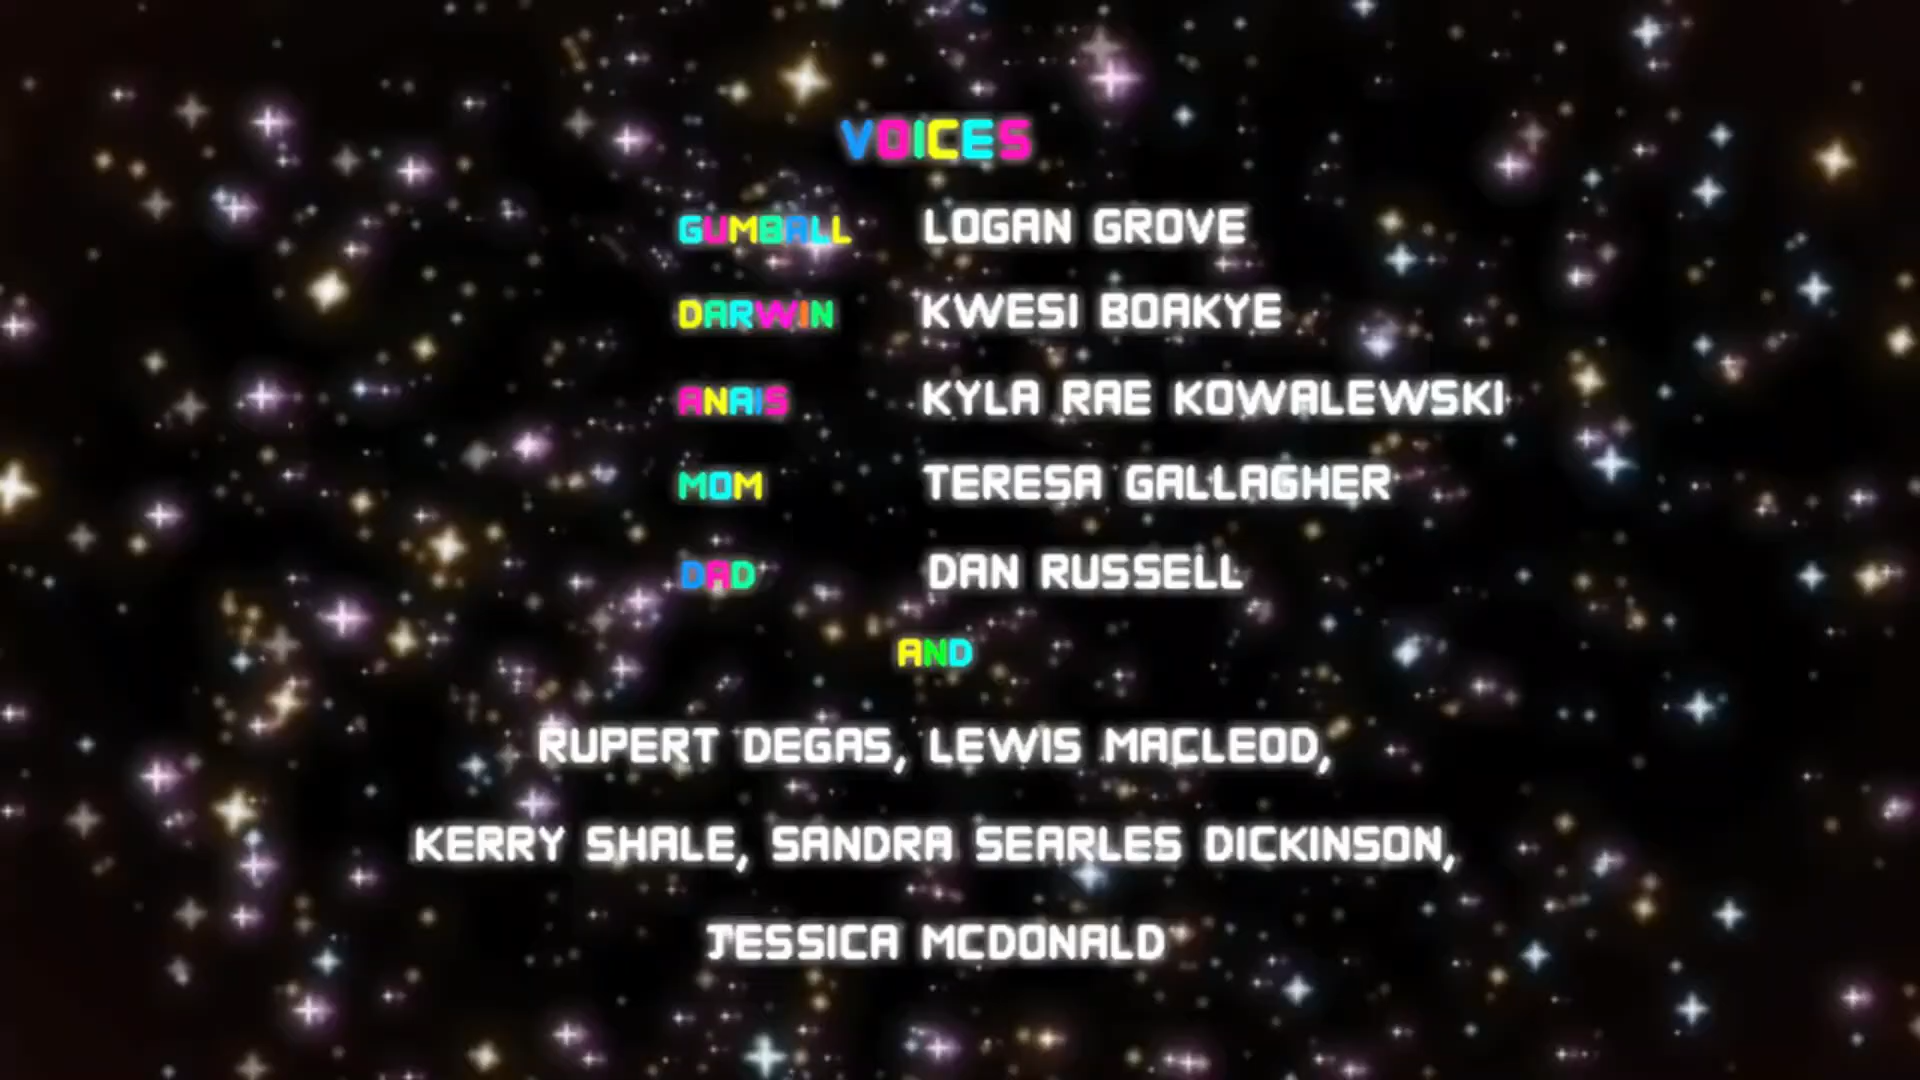 VOICES
GUMBALL LOGAN GROVE
DARWIN KWESI BOAKYE
ANAIS KYLA RAE KOWALEWSKI
MOM TERESA GALLAGHER
DAD DAN RUSSELL
AND
RUPERT DEGAS, LEWIS MACLEOD,
KERRY SHALE, SANDRA SEARLES DICKINSON,
JESSICA MCDONALD